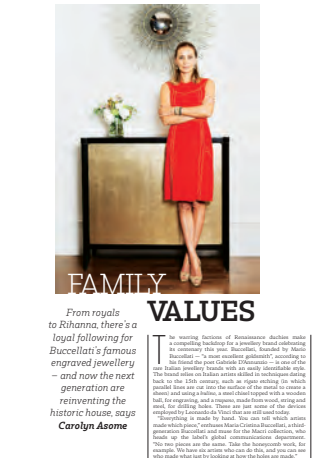 FAMILY
VALUES
From royals
to Rihanna, there's a
loyal following for
Buccellati's famous
engraved jewellery
— and now the next
generation are
reinventing the
historic house, says
Carolyn Asome
The warring factions of Renaissance duchies make
a compelling backdrop for a jewellery brand celebrating
its centenary this year. Buccellati, founded by Mario
Buccellati — "a most excellent goldsmith", according to
his friend the poet Gabriele D'Annunzio — is one of the
rare Italian jewellery brands with an easily identifiable style.
The brand relies on Italian artists skilled in techniques dating
back to the 15th century, such as rigato etching (in which
parallel lines are cut into the surface of the metal to create a
sheen) and using a bulino, a steel chisel topped with a wooden
ball, for engraving, and a trapano, made from wood, string and
steel, for drilling holes. These are just some of the devices
employed by Leonardo da Vinci that are still used today.
"Everything is made by hand. You can tell which artists
made which piece," enthuses Maria Cristina Buccellati, a third-
generation Buccellati and muse for the Macri collection, who
heads up the label's global communications department.
"No two pieces are the same. Take the honeycomb work, for
example. We have six artists who can do this, and you can see
who made what just by looking at how the holes are made."